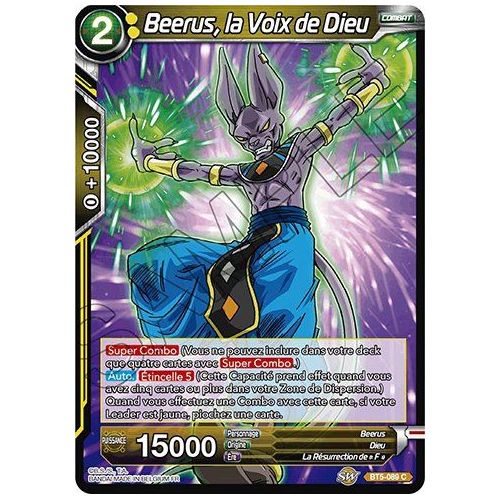 2
Beerus, la Voix de Dieu
COMBAT
0 + 10000
Super Combo (Vous ne pouvez inclure dans votre deck
que quatre cartes avec Super Combo.)
Auto. Étincelle 5 (Cette Capacité prend effet quand vous
avez cinq cartes ou plus dans votre Zone de Dispersion.)
Quand vous effectuez une Combo avec cette carte, si votre
Leader est jaune, piochez une carte.
PUISSANCE
15000
Personnage Beerus
Origine Dieu
Ère La Résurrection de « F »
©B.S./S., T.A.
BANDAI MADE IN BELGIUM FR
SW
BT5-089 C